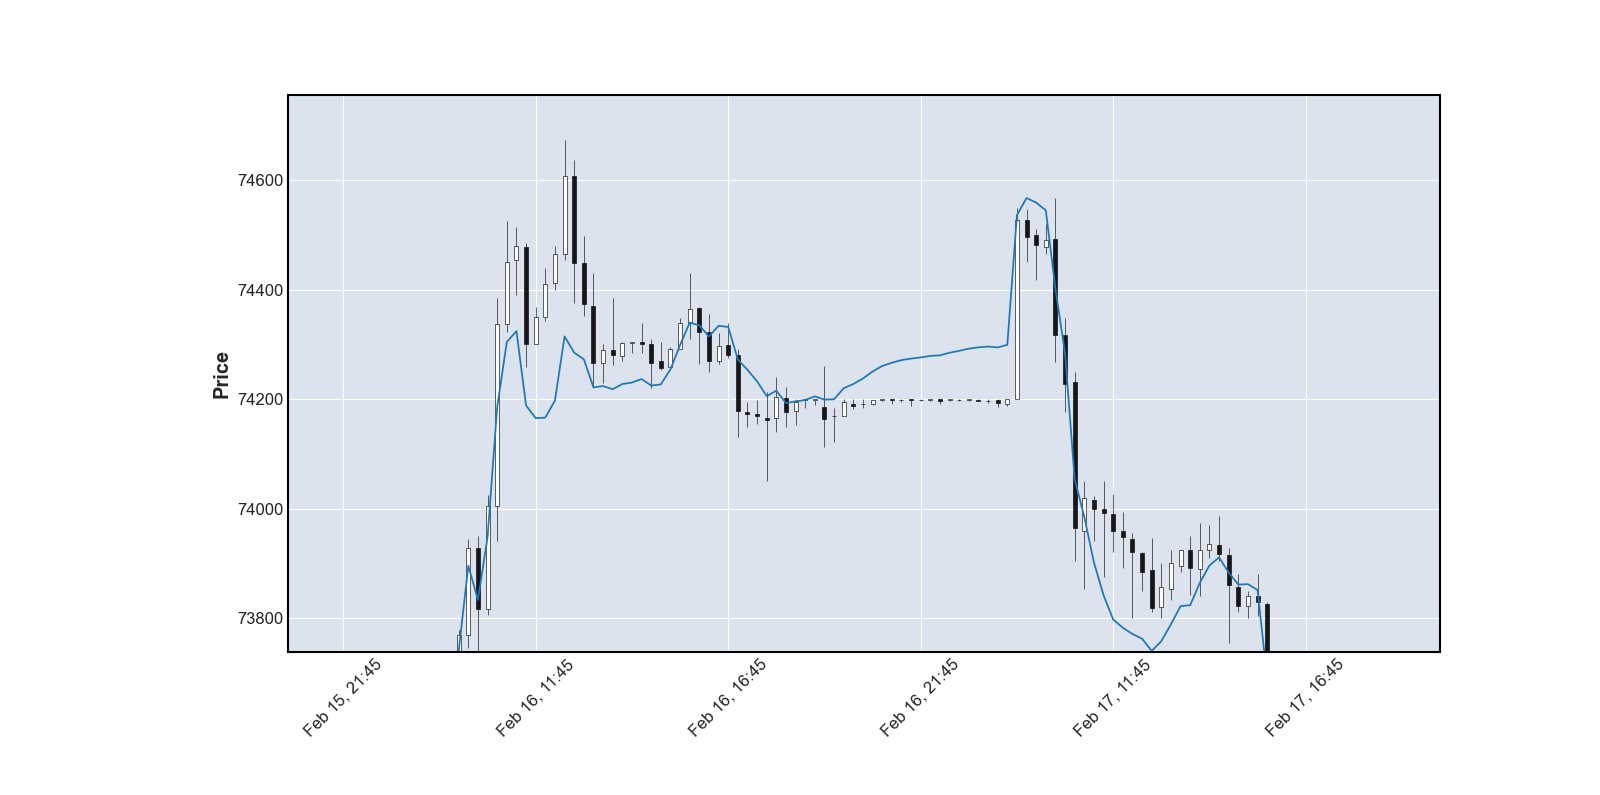 74600
74400
74200
74000
73800
Price
Feb 15, 21:45
Feb 16, 11:45
Feb 16, 16:45
Feb 16, 21:45
Feb 17, 11:45
Feb 17, 16:45